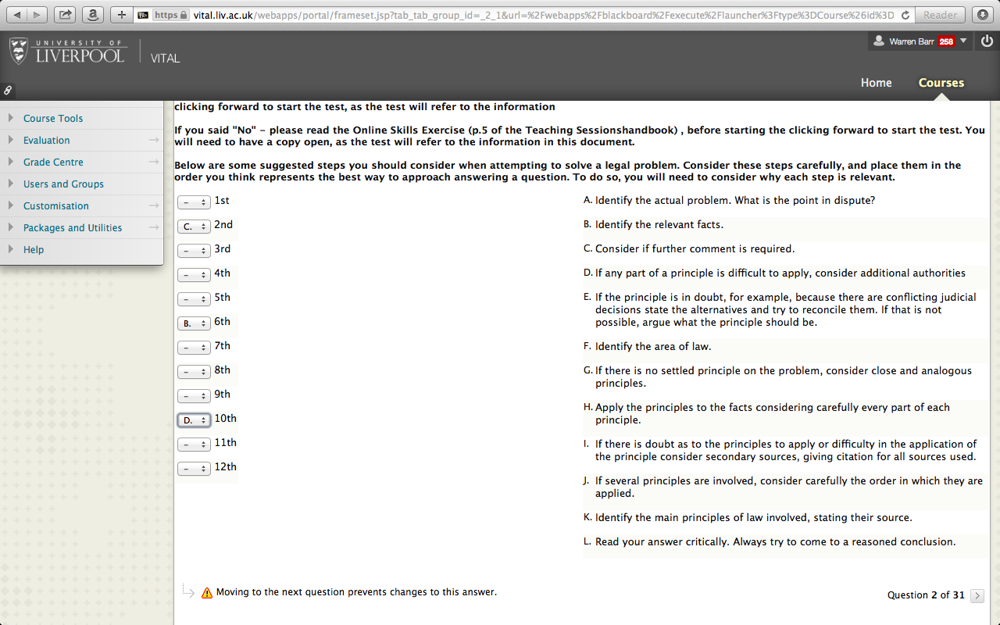 https vital.liv.ac.uk/webapps/portal/frameset.jsp?tab_tab_group_id=_2_1&url=%2Fwebapps%2Fblackboard%2Fexecute%2Flauncher%3Ftype%3DCourse%26id%3D Reader
UNIVERSITY OF
LIVERPOOL VITAL
Warren Barr 258
Home Courses
Course Tools
Evaluation
Grade Centre
Users and Groups
Customisation
Packages and Utilities
Help
clicking forward to start the test, as the test will refer to the information
If you said "No" - please read the Online Skills Exercise (p.5 of the Teaching Sessionshandbook) , before starting the clicking forward to start the test. You
will need to have a copy open, as the test will refer to the information in this document.
Below are some suggested steps you should consider when attempting to solve a legal problem. Consider these steps carefully, and place them in the
order you think represents the best way to approach answering a question. To do so, you will need to consider why each step is relevant.
- 1st
C. 2nd
- 3rd
- 4th
- 5th
B. 6th
- 7th
- 8th
- 9th
D. 10th
- 11th
- 12th
A. Identify the actual problem. What is the point in dispute?
B. Identify the relevant facts.
C. Consider if further comment is required.
D. If any part of a principle is difficult to apply, consider additional authorities
E. If the principle is in doubt, for example, because there are conflicting judicial
decisions state the alternatives and try to reconcile them. If that is not
possible, argue what the principle should be.
F. Identify the area of law.
G. If there is no settled principle on the problem, consider close and analogous
principles.
H. Apply the principles to the facts considering carefully every part of each
principle.
I. If there is doubt as to the principles to apply or difficulty in the application of
the principle consider secondary sources, giving citation for all sources used.
J. If several principles are involved, consider carefully the order in which they are
applied.
K. Identify the main principles of law involved, stating their source.
L. Read your answer critically. Always try to come to a reasoned conclusion.
Moving to the next question prevents changes to this answer.
Question 2 of 31